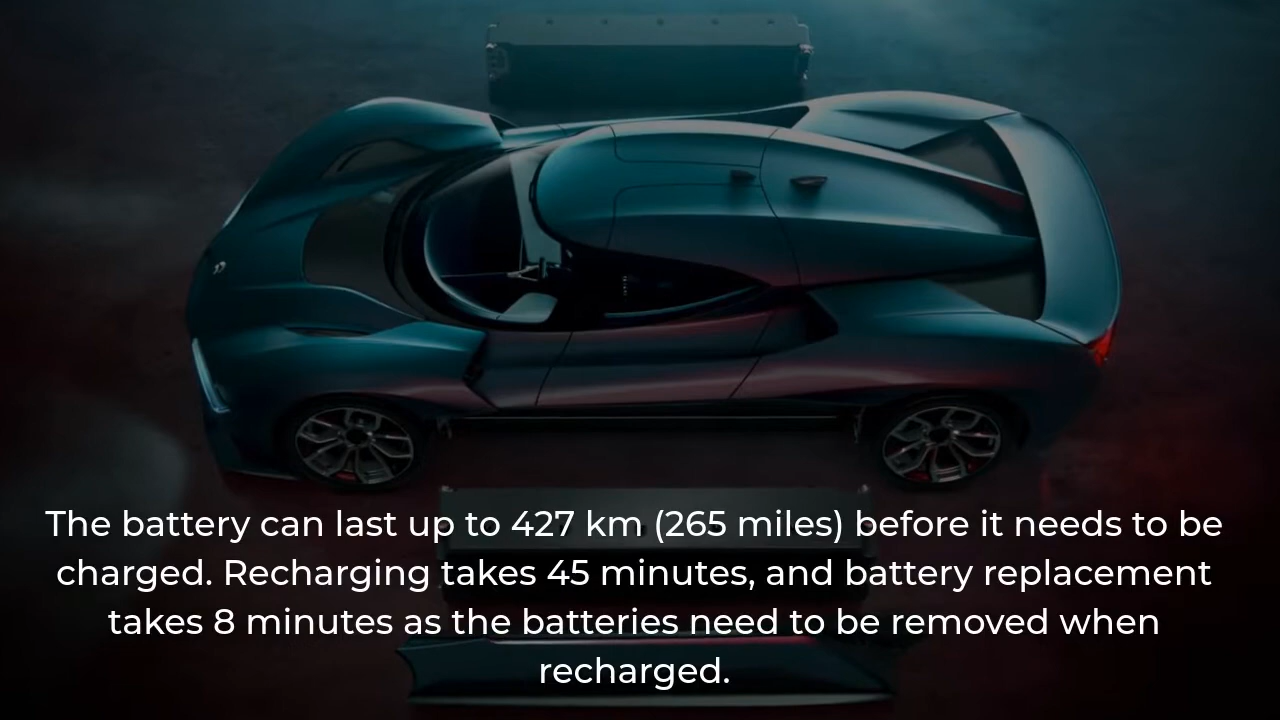 The battery can last up to 427 km (265 miles) before it needs to be
charged. Recharging takes 45 minutes, and battery replacement
takes 8 minutes as the batteries need to be removed when
recharged.